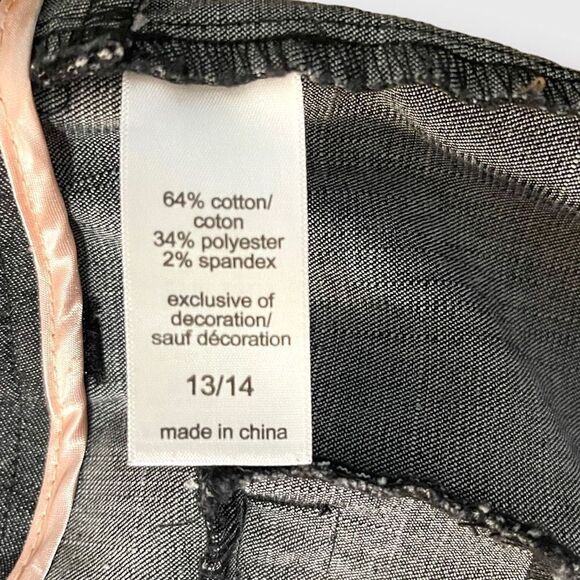 64% cotton/
coton
34% polyester
2% spandex
exclusive of
decoration/
sauf décoration
13/14
made in china